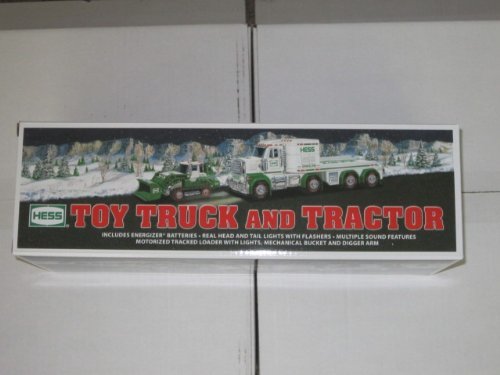 HESS
HESS
TOY TRUCK AND TRACTOR
INCLUDES ENERGIZER® BATTERIES • REAL HEAD AND TAIL LIGHTS WITH FLASHERS • MULTIPLE SOUND FEATURES
MOTORIZED TRACKED LOADER WITH LIGHTS, MECHANICAL BUCKET AND DIGGER ARM